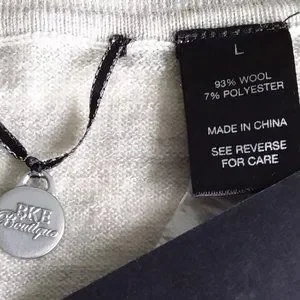 L
93% WOOL
7% POLYESTER
MADE IN CHINA
SEE REVERSE
FOR CARE
BKE
Boutique